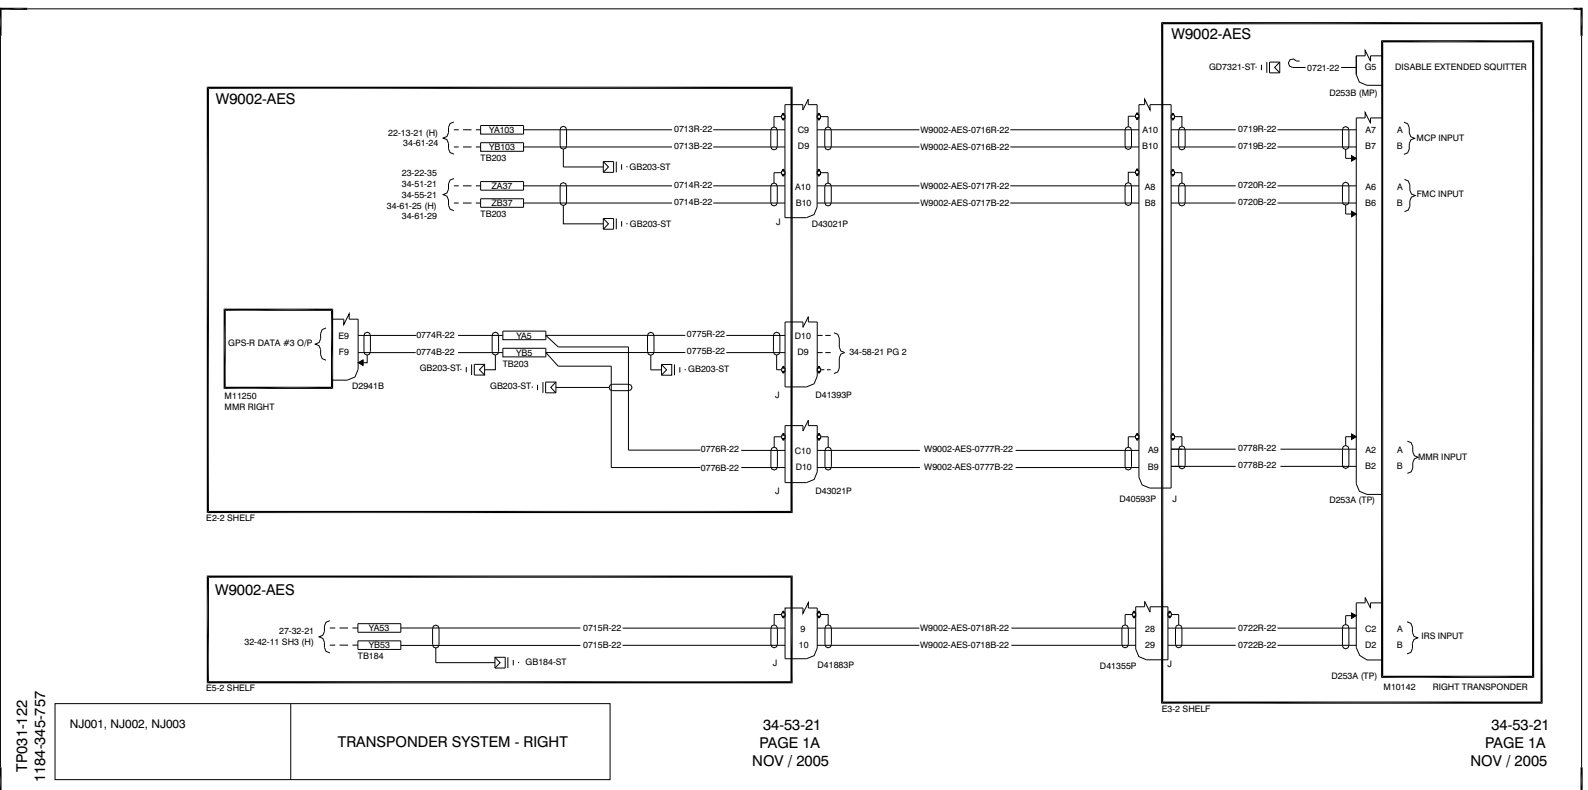 W9002-AES
GD7321-ST
0721-22
G5
DISABLE EXTENDED SQUITTER
D253B (MP)
W9002-AES
22-13-21 (H)
34-61-24
YA103
0713R-22
C9
W9002-AES-0716R-22
A10
0719R-22
A7
A
YB103
0713B-22
D9
W9002-AES-0716B-22
B10
0719B-22
B7
B
MCP INPUT
TB203
GB203-ST
23-22-35
34-51-21
34-55-21
34-61-25 (H)
34-61-29
ZA37
0714R-22
A10
W9002-AES-0717R-22
A8
0720R-22
A6
A
ZB37
0714B-22
B10
W9002-AES-0717B-22
B8
0720B-22
B6
B
FMC INPUT
TB203
GB203-ST
J
D43021P
GPS-R DATA #3 O/P
E9
0774R-22
YA5
0775R-22
D10
F9
0774B-22
YB5
0775B-22
D9
34-58-21 PG 2
TB203
GB203-ST
GB203-ST
GB203-ST
D2941B
M11250
MMR RIGHT
J
D41393P
0776R-22
C10
W9002-AES-0777R-22
A9
0778R-22
A2
A
0776B-22
D10
W9002-AES-0777B-22
B9
0778B-22
B2
B
MMR INPUT
J
D43021P
D40593P
J
D253A (TP)
E2-2 SHELF
W9002-AES
27-32-21
32-42-11 SH3 (H)
YA53
0715R-22
9
W9002-AES-0718R-22
28
0722R-22
C2
A
YB53
0715B-22
10
W9002-AES-0718B-22
29
0722B-22
D2
B
IRS INPUT
TB184
GB184-ST
J
D41883P
D41355P
J
D253A (TP)
M10142
RIGHT TRANSPONDER
E5-2 SHELF
E3-2 SHELF
TP031-122
1184-345-757
NJ001, NJ002, NJ003
TRANSPONDER SYSTEM - RIGHT
34-53-21
PAGE 1A
NOV / 2005
34-53-21
PAGE 1A
NOV / 2005